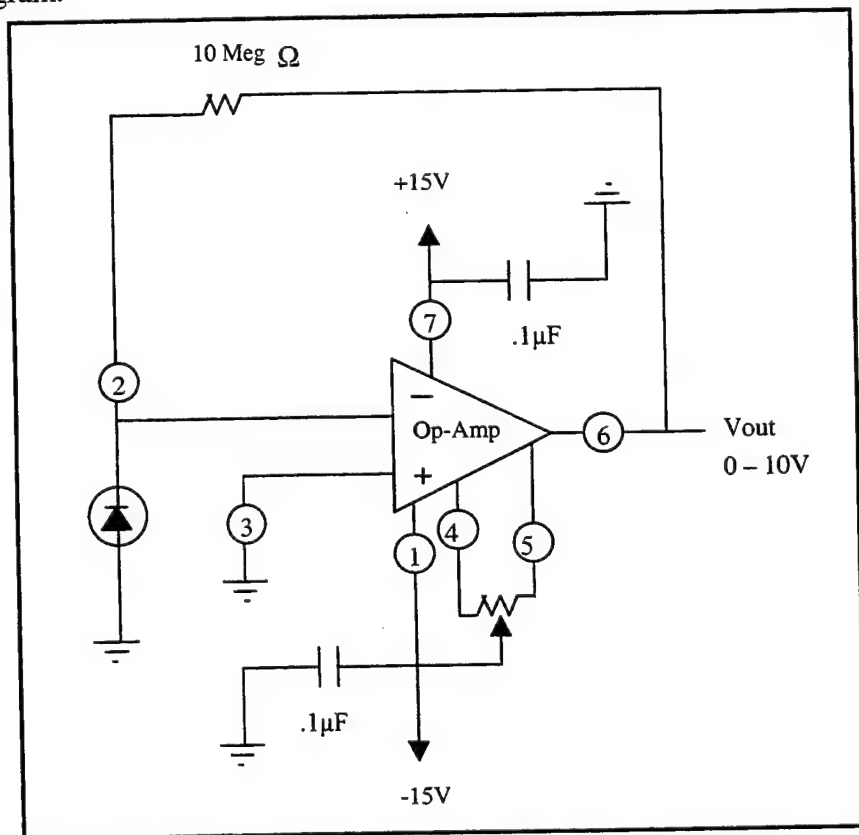 10 Meg Ω
+15V
7
.1µF
2
−
Op-Amp
+
6
Vout
0 – 10V
3
1
4
5
.1µF
-15V